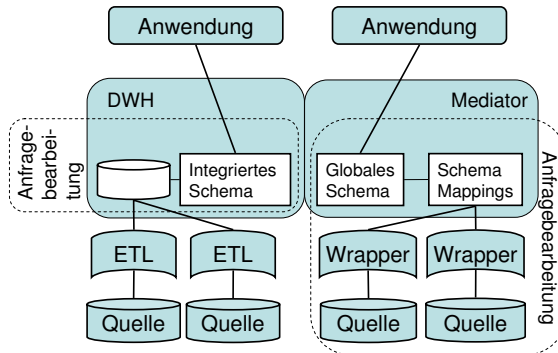 Anwendung
Anwendung
DWH
Mediator
Anfrage-
bearbei-
tung
Integriertes
Schema
Globales
Schema
Schema
Mappings
Anfragebearbeitung
ETL
ETL
Wrapper
Wrapper
Quelle
Quelle
Quelle
Quelle